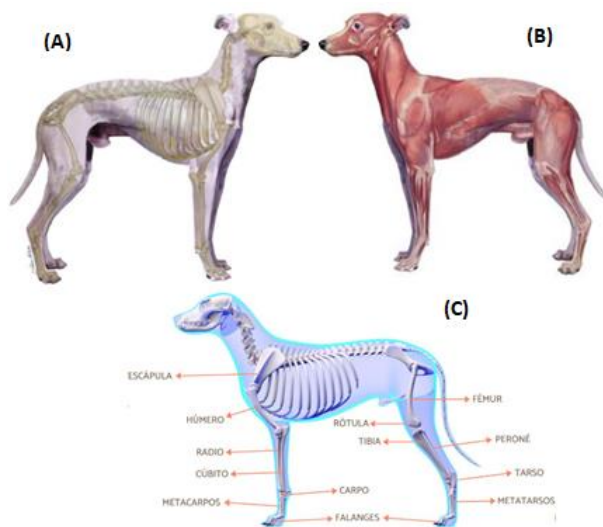 (A)
(B)
(C)
ESCÁPULA
HÚMERO
RADIO
CÚBITO
METACARPOS
CARPO
FALANGES
RÓTULA
TIBIA
FÉMUR
PERONÉ
TARSO
METATARSOS